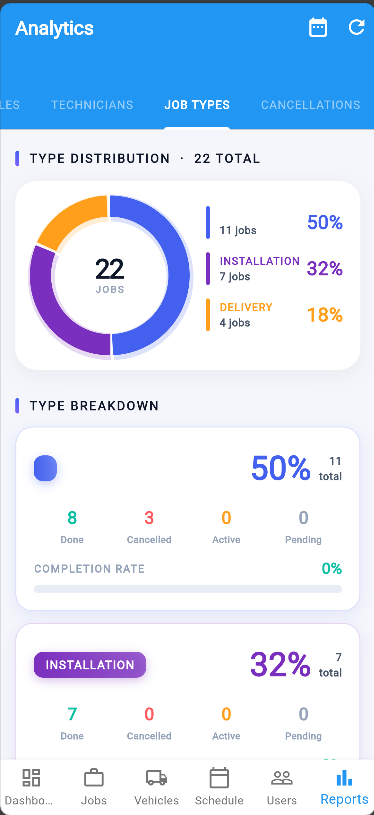 Analytics
LES TECHNICIANS JOB TYPES CANCELLATIONS
TYPE DISTRIBUTION · 22 TOTAL
22
JOBS
11 jobs 50%
INSTALLATION
7 jobs 32%
DELIVERY
4 jobs 18%
TYPE BREAKDOWN
50% 11
total
8 3 0 0
Done Cancelled Active Pending
COMPLETION RATE 0%
INSTALLATION 32% 7
total
7 0 0 0
Done Cancelled Active Pending
Dashbo... Jobs Vehicles Schedule Users Reports